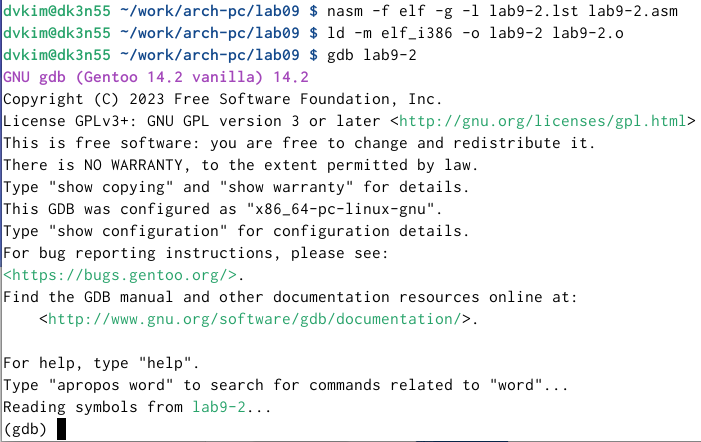 dvkim@dk3n55 ~/work/arch-pc/lab09 $ nasm -f elf -g -l lab9-2.lst lab9-2.asm
dvkim@dk3n55 ~/work/arch-pc/lab09 $ ld -m elf_i386 -o lab9-2 lab9-2.o
dvkim@dk3n55 ~/work/arch-pc/lab09 $ gdb lab9-2
GNU gdb (Gentoo 14.2 vanilla) 14.2
Copyright (C) 2023 Free Software Foundation, Inc.
License GPLv3+: GNU GPL version 3 or later <http://gnu.org/licenses/gpl.html>
This is free software: you are free to change and redistribute it.
There is NO WARRANTY, to the extent permitted by law.
Type "show copying" and "show warranty" for details.
This GDB was configured as "x86_64-pc-linux-gnu".
Type "show configuration" for configuration details.
For bug reporting instructions, please see:
<https://bugs.gentoo.org/>.
Find the GDB manual and other documentation resources online at:
    <http://www.gnu.org/software/gdb/documentation/>.

For help, type "help".
Type "apropos word" to search for commands related to "word"...
Reading symbols from lab9-2...
(gdb)